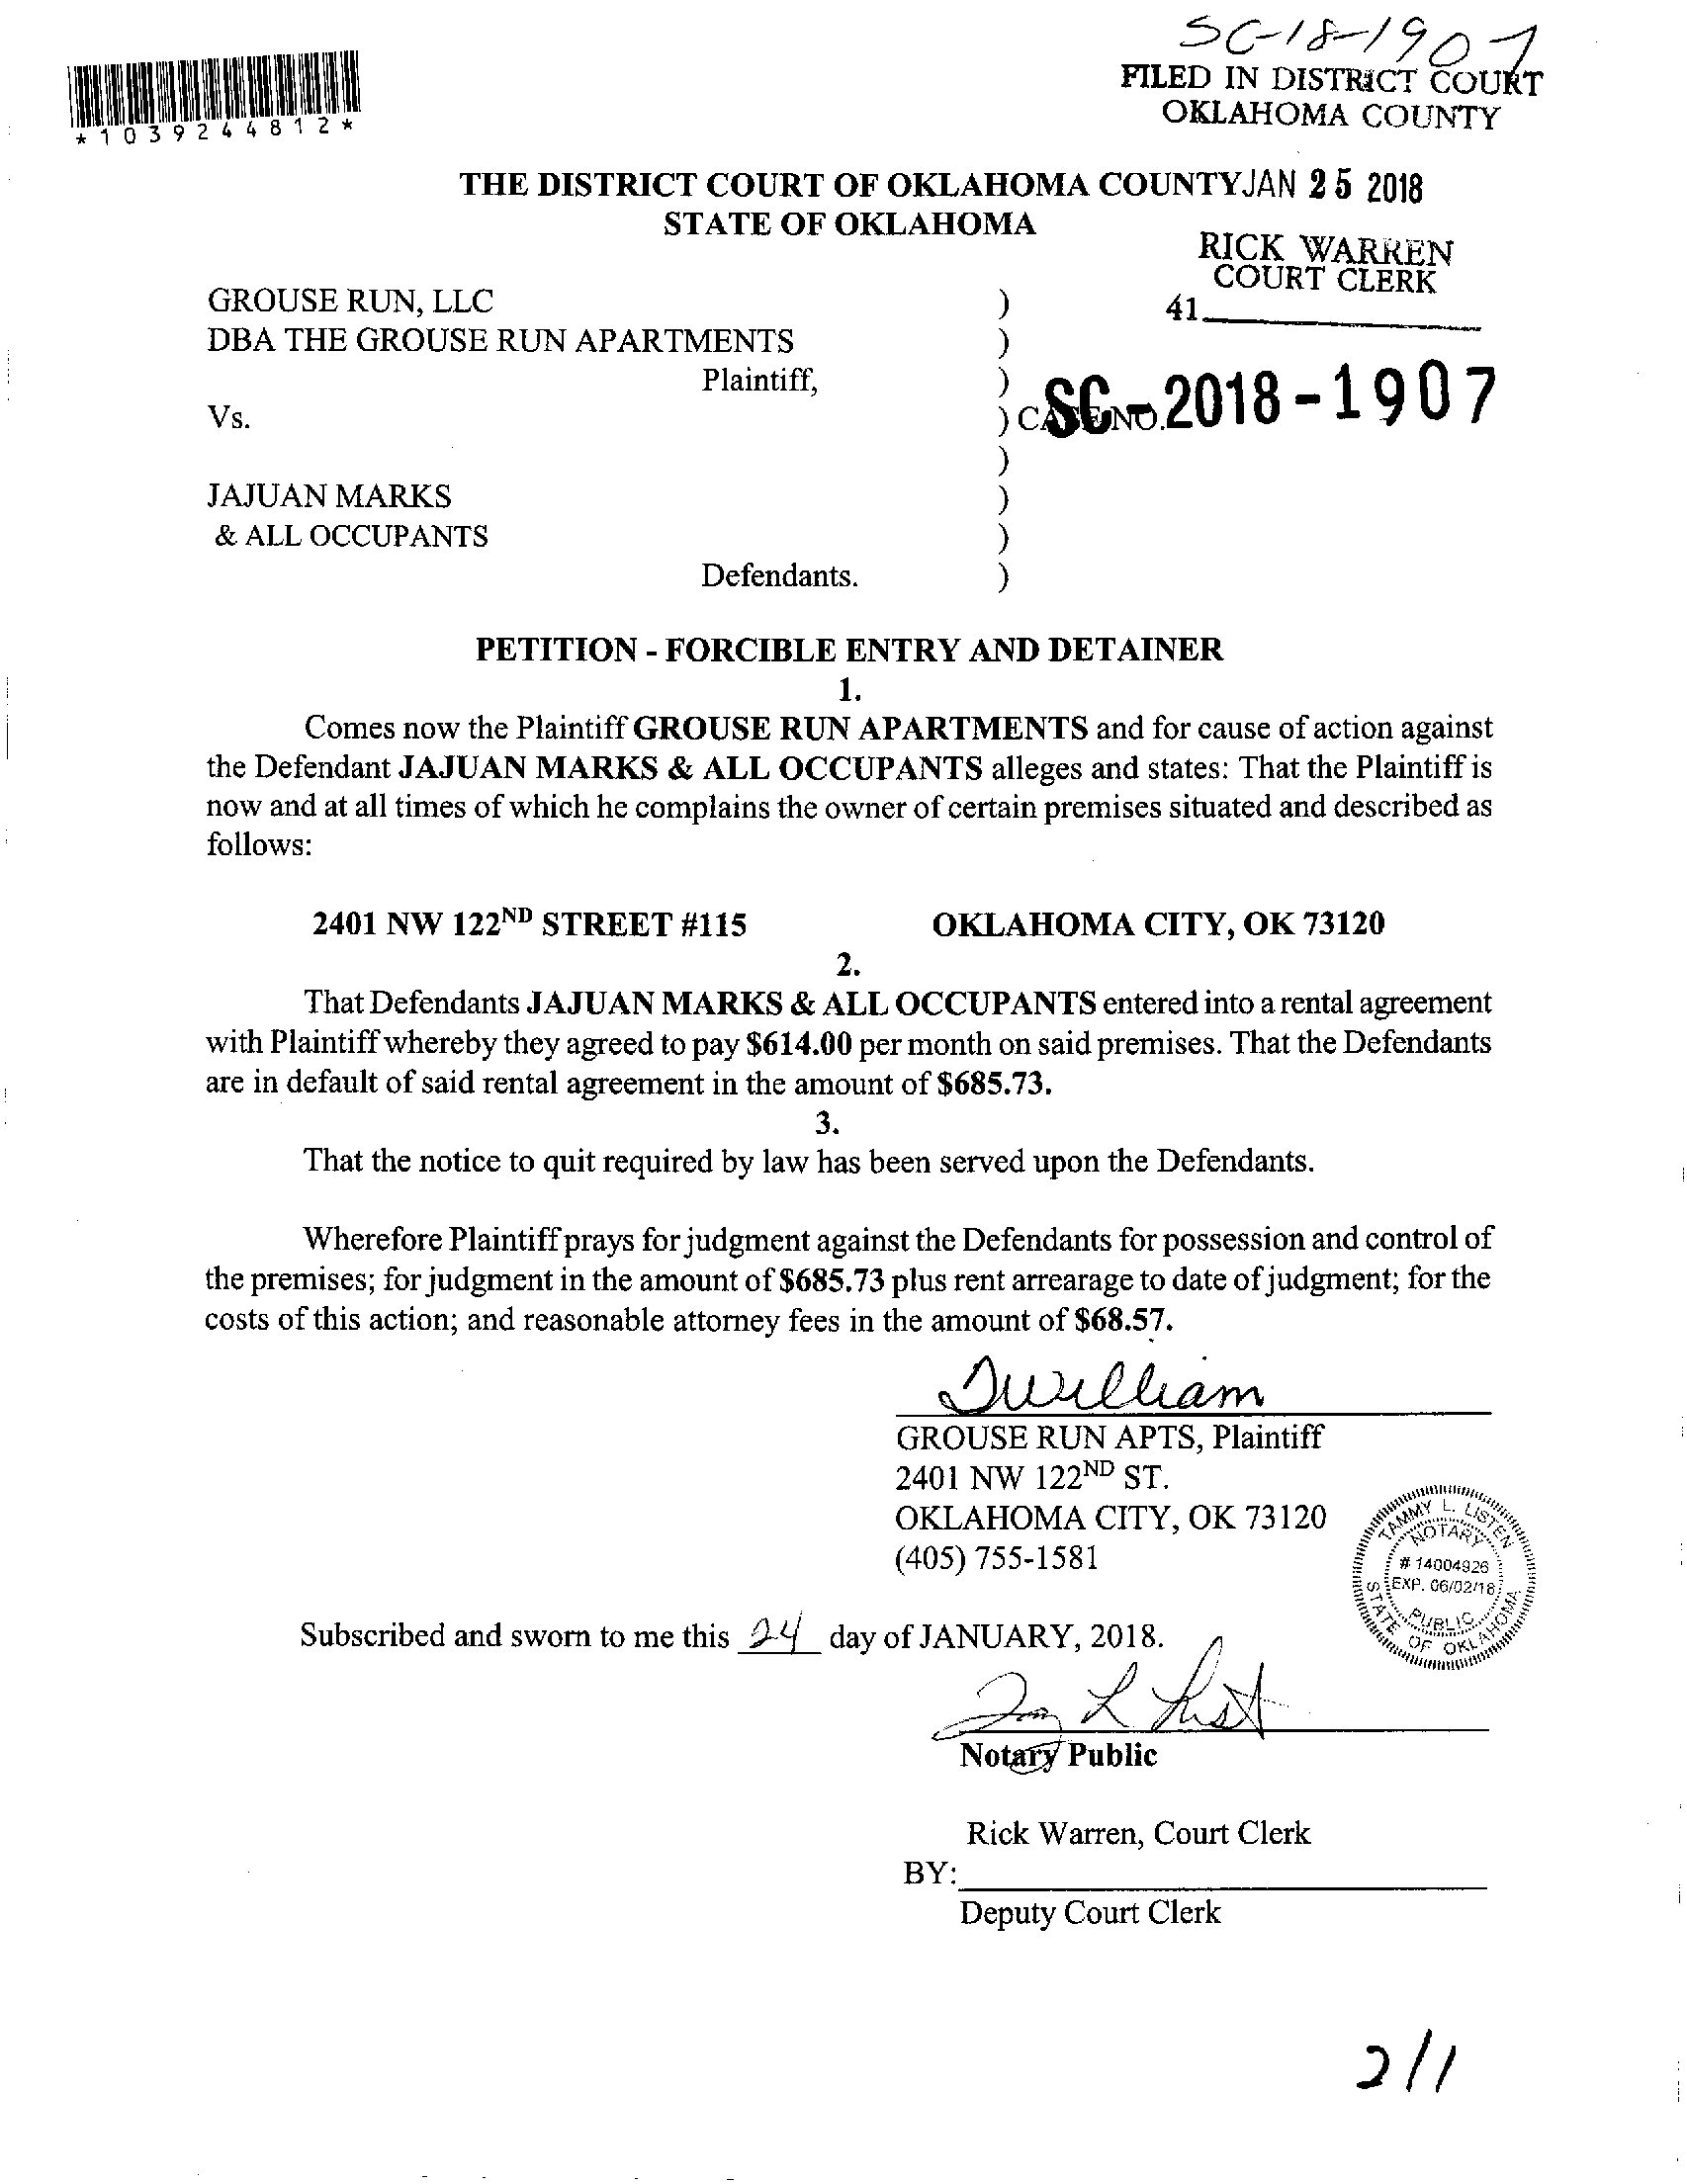 SC-18-1907
FILED IN DISTRICT COURT
OKLAHOMA COUNTY
*1039244812*
THE DISTRICT COURT OF OKLAHOMA COUNTY JAN 25 2018
STATE OF OKLAHOMA
RICK WARREN
COURT CLERK
41
GROUSE RUN, LLC )
DBA THE GROUSE RUN APARTMENTS )
Plaintiff, )
Vs. ) CASE NO. SC-2018-1907
)
JAJUAN MARKS )
& ALL OCCUPANTS )
Defendants. )
PETITION - FORCIBLE ENTRY AND DETAINER
1.
Comes now the Plaintiff GROUSE RUN APARTMENTS and for cause of action against
the Defendant JAJUAN MARKS & ALL OCCUPANTS alleges and states: That the Plaintiff is
now and at all times of which he complains the owner of certain premises situated and described as
follows:
2401 NW 122ND STREET #115 OKLAHOMA CITY, OK 73120
2.
That Defendants JAJUAN MARKS & ALL OCCUPANTS entered into a rental agreement
with Plaintiff whereby they agreed to pay $614.00 per month on said premises. That the Defendants
are in default of said rental agreement in the amount of $685.73.
3.
That the notice to quit required by law has been served upon the Defendants.
Wherefore Plaintiff prays for judgment against the Defendants for possession and control of
the premises; for judgment in the amount of $685.73 plus rent arrearage to date of judgment; for the
costs of this action; and reasonable attorney fees in the amount of $68.57.
GROUSE RUN APTS, Plaintiff
2401 NW 122ND ST.
OKLAHOMA CITY, OK 73120
(405) 755-1581
TAMMY L. LISTEN
NOTARY
# 14004926
EXP. 06/02/18
PUBLIC
STATE OF OKLAHOMA
Subscribed and sworn to me this 24 day of JANUARY, 2018.
Notary Public
Rick Warren, Court Clerk
BY:
Deputy Court Clerk
2/1